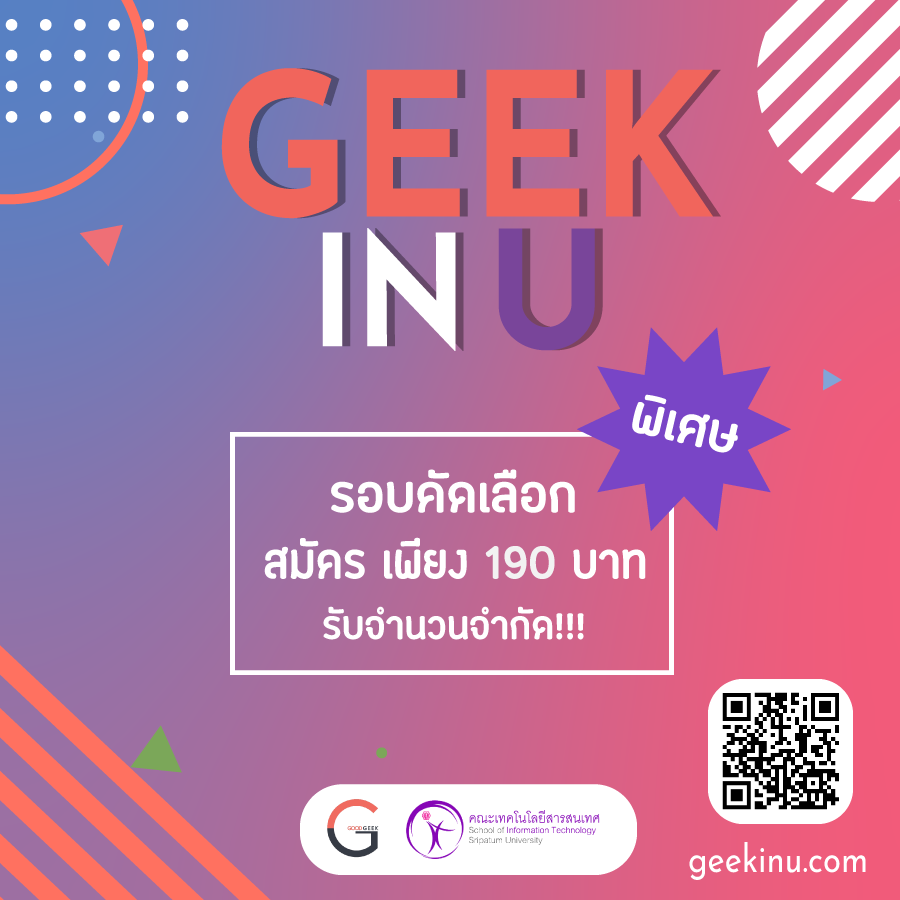 GEEK
IN U
พิเศษ
รอบคัดเลือก
สมัคร เพียง 190 บาท
รับจำนวนจำกัด!!!
GOOD GEEK
คณะเทคโนโลยีสารสนเทศ
School of Information Technology
Sripatum University
geekinu.com